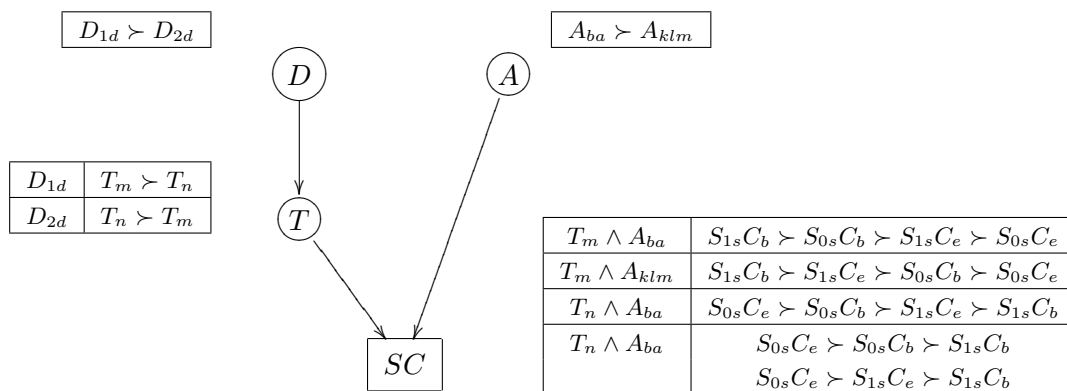 D_{1d} ≻ D_{2d}
A_{ba} ≻ A_{klm}
D
A
D_{1d} T_m ≻ T_n
D_{2d} T_n ≻ T_m
T
T_m ∧ A_{ba} S_{1s}C_b ≻ S_{0s}C_b ≻ S_{1s}C_e ≻ S_{0s}C_e
T_m ∧ A_{klm} S_{1s}C_b ≻ S_{1s}C_e ≻ S_{0s}C_b ≻ S_{0s}C_e
T_n ∧ A_{ba} S_{0s}C_e ≻ S_{0s}C_b ≻ S_{1s}C_e ≻ S_{1s}C_b
T_n ∧ A_{ba} S_{0s}C_e ≻ S_{0s}C_b ≻ S_{1s}C_b
S_{0s}C_e ≻ S_{1s}C_e ≻ S_{1s}C_b
SC